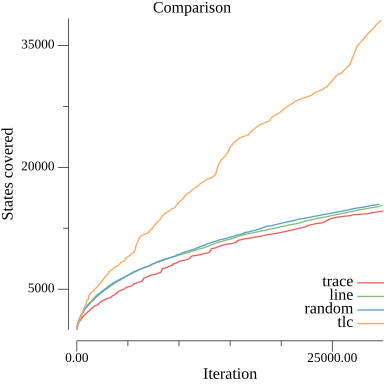 Comparison
35000
20000
5000
States covered
trace
line
random
tlc
0.00
25000.00
Iteration